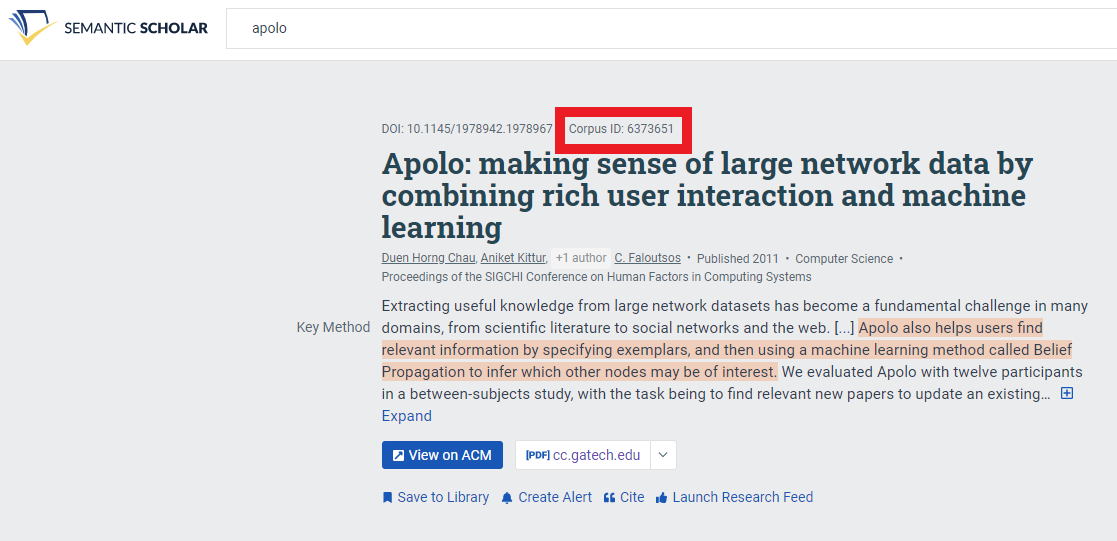 SEMANTIC SCHOLAR
apolo
DOI: 10.1145/1978942.1978967 Corpus ID: 6373651
Apolo: making sense of large network data by
combining rich user interaction and machine
learning
Duen Horng Chau, Aniket Kittur, +1 author C. Faloutsos • Published 2011 • Computer Science •
Proceedings of the SIGCHI Conference on Human Factors in Computing Systems
Extracting useful knowledge from large network datasets has become a fundamental challenge in many
Key Method domains, from scientific literature to social networks and the web. [...] Apolo also helps users find
relevant information by specifying exemplars, and then using a machine learning method called Belief
Propagation to infer which other nodes may be of interest. We evaluated Apolo with twelve participants
in a between-subjects study, with the task being to find relevant new papers to update an existing…
Expand
View on ACM [PDF] cc.gatech.edu
Save to Library Create Alert Cite Launch Research Feed